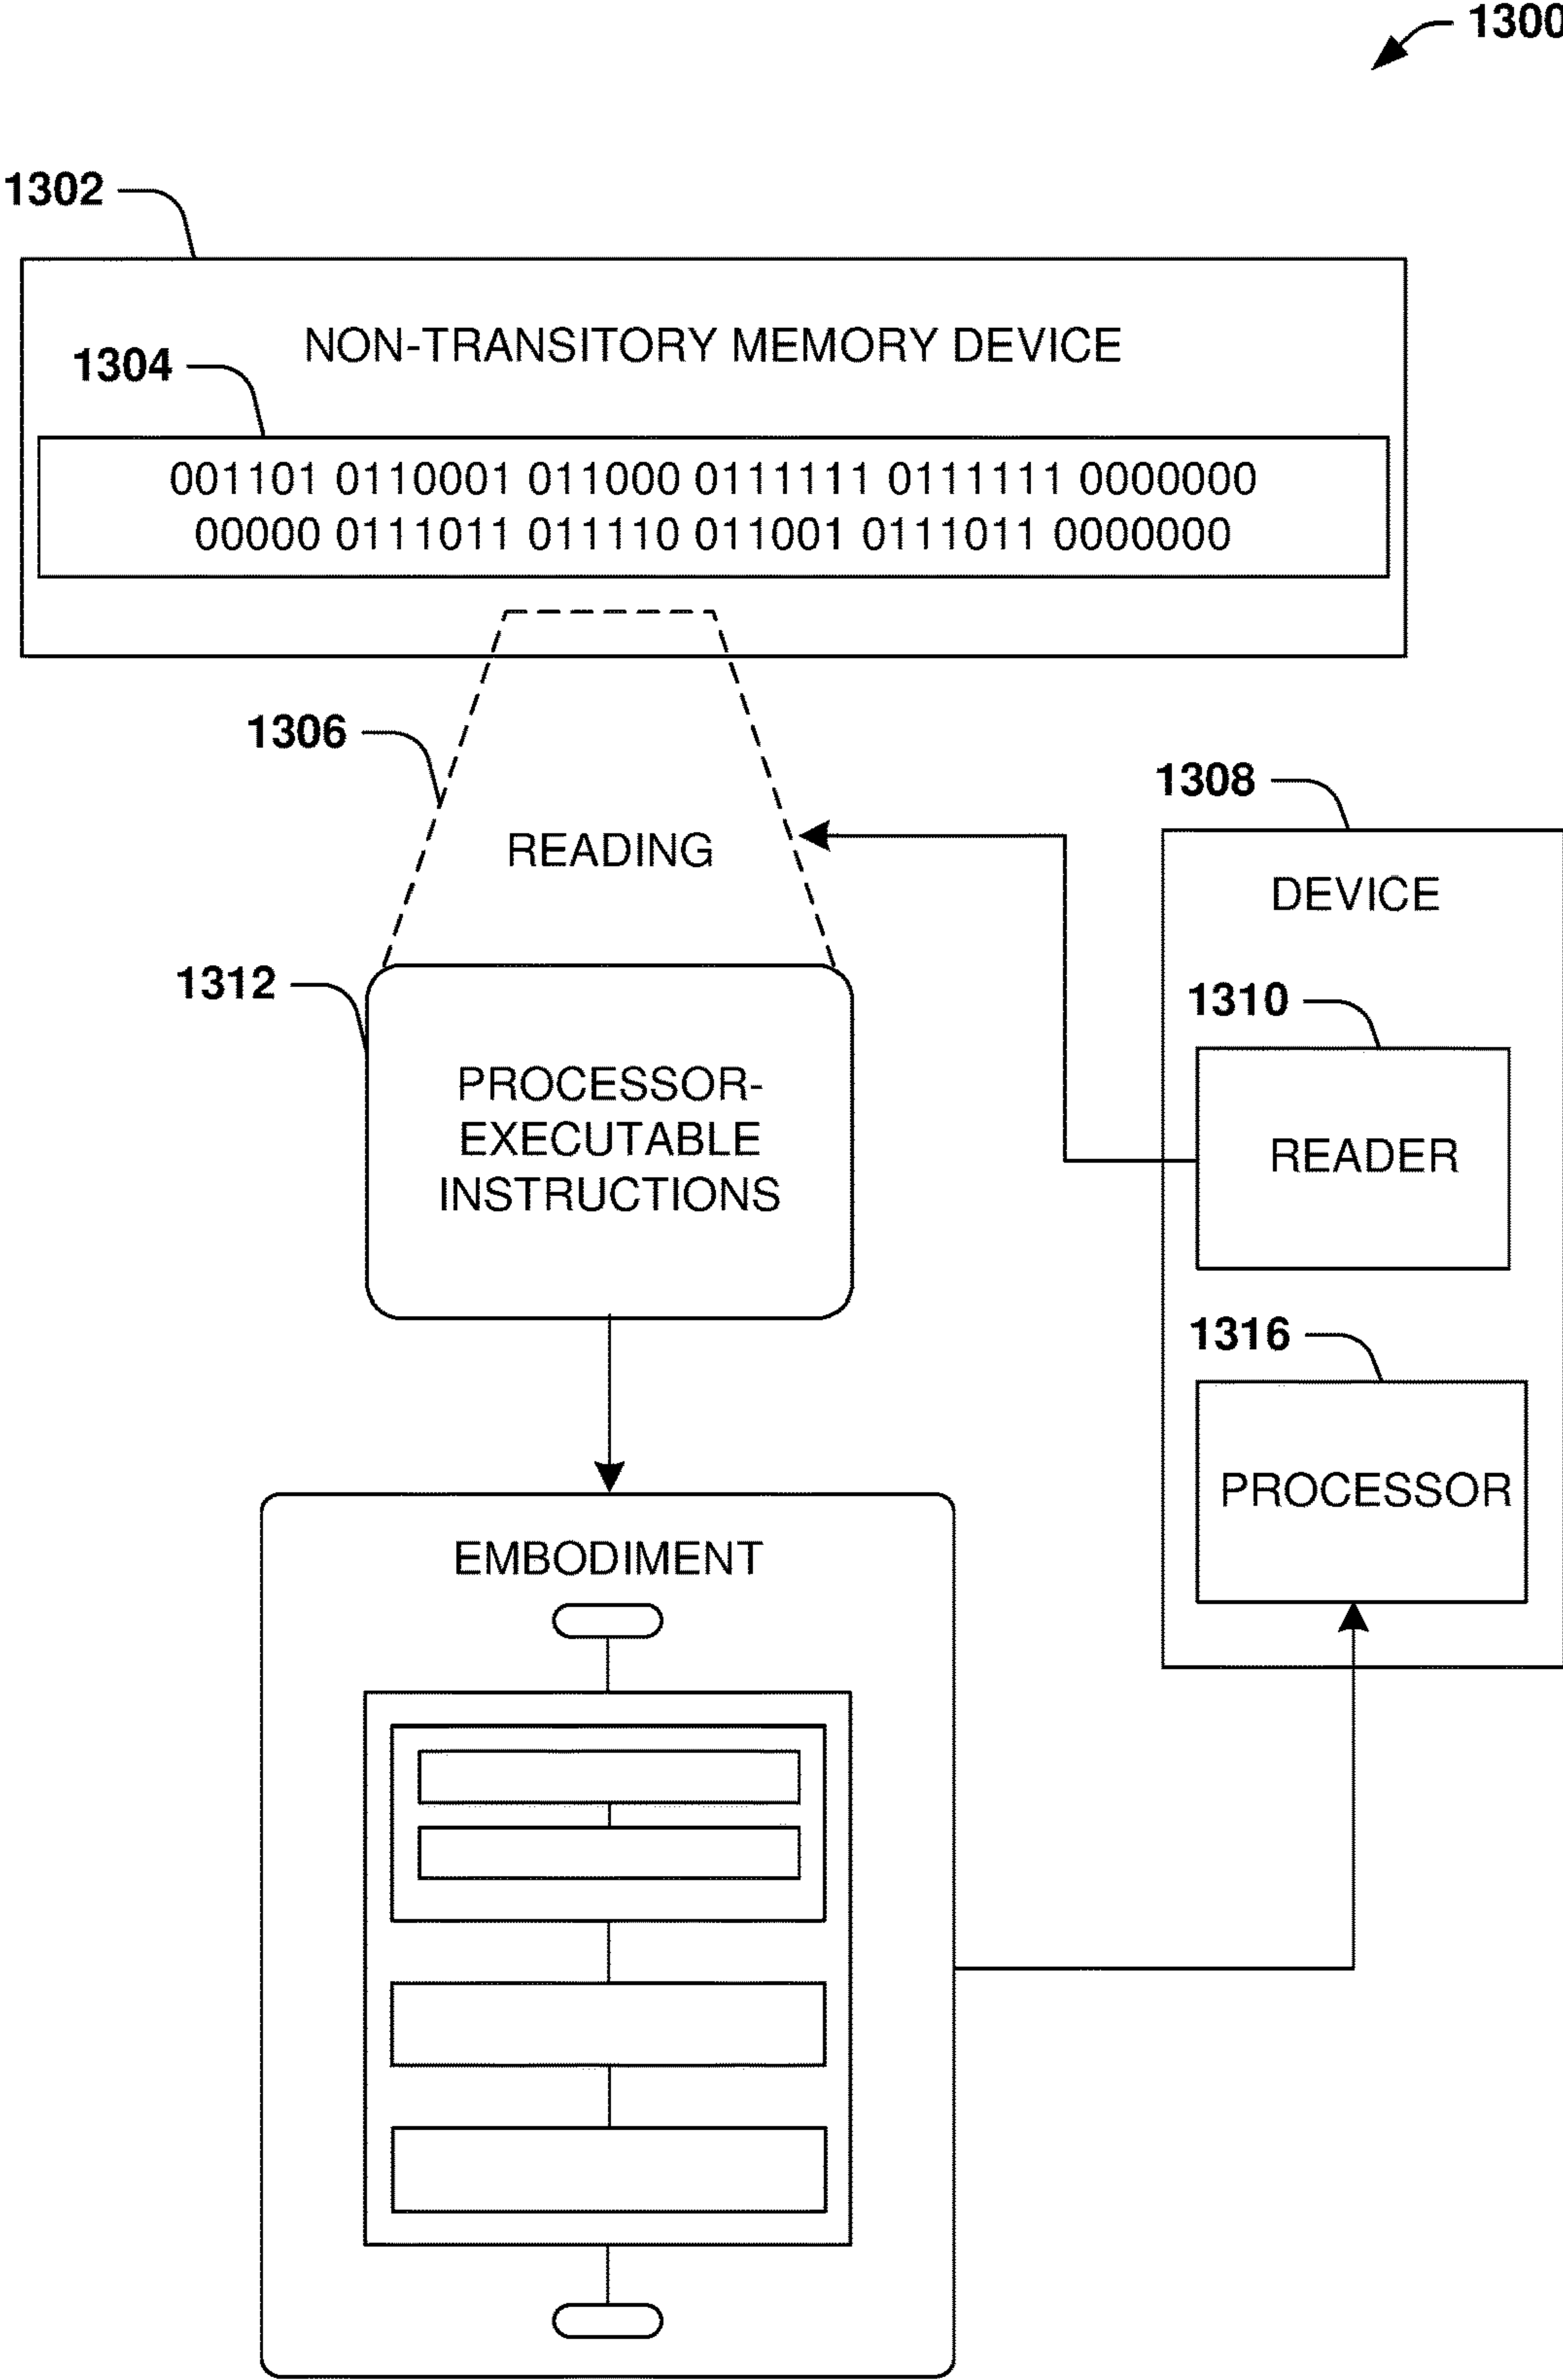 1300
1302
NON-TRANSITORY MEMORY DEVICE
1304
001101 0110001 011000 0111111 0111111 0000000
00000 0111011 011110 011001 0111011 0000000
1306
READING
1308
DEVICE
1312
PROCESSOR-
EXECUTABLE
INSTRUCTIONS
1310
READER
1316
PROCESSOR
EMBODIMENT